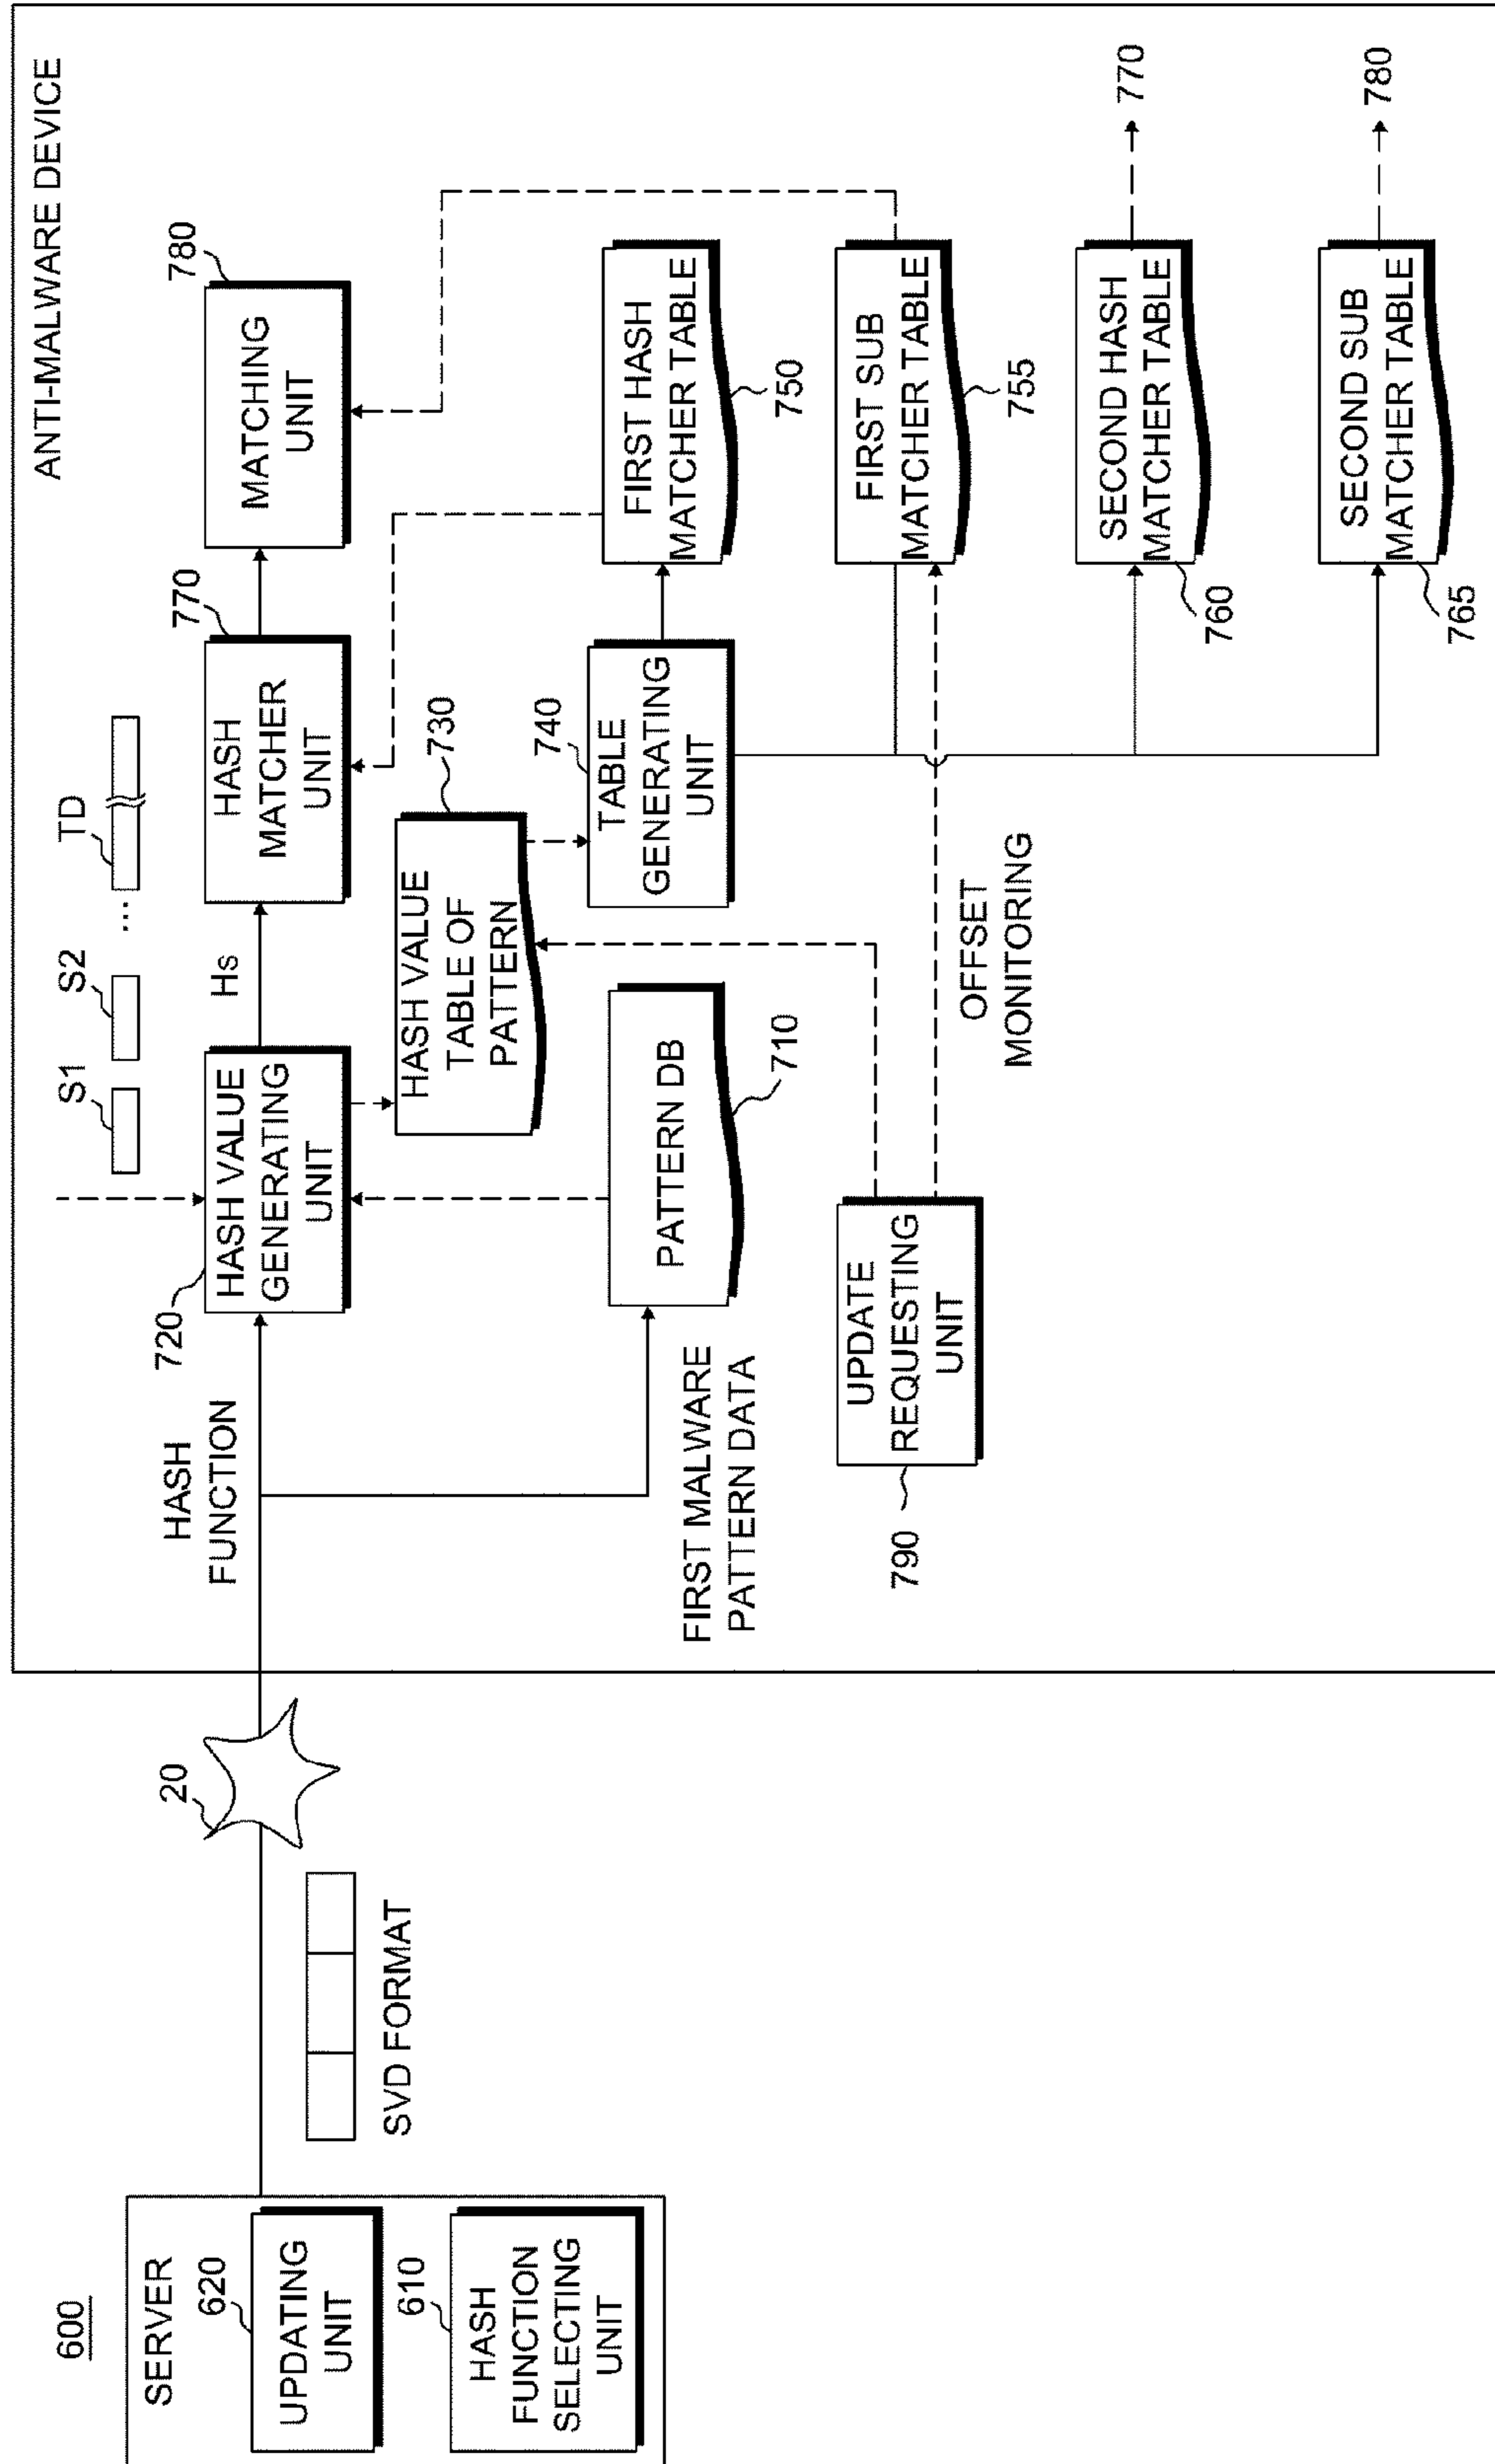 600
SERVER
620
UPDATING
UNIT
610
HASH
FUNCTION
SELECTING
UNIT
SVD FORMAT
20
ANTI-MALWARE DEVICE
HASH
FUNCTION
FIRST MALWARE
PATTERN DATA
S1
S2
...
TD
720
HASH VALUE
GENERATING
UNIT
Hs
770
HASH
MATCHER
UNIT
780
MATCHING
UNIT
HASH VALUE
TABLE OF
PATTERN
730
PATTERN DB
710
740
TABLE
GENERATING
UNIT
FIRST HASH
MATCHER TABLE
750
790
UPDATE
REQUESTING
UNIT
OFFSET
MONITORING
FIRST SUB
MATCHER TABLE
755
SECOND HASH
MATCHER TABLE
760
770
SECOND SUB
MATCHER TABLE
765
780